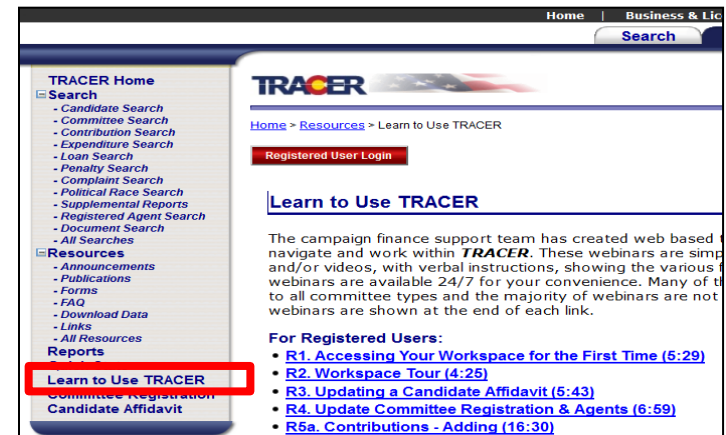 Home | Business & Lic
Search
TRACER Home
Search
- Candidate Search
- Committee Search
- Contribution Search
- Expenditure Search
- Loan Search
- Penalty Search
- Complaint Search
- Political Race Search
- Supplemental Reports
- Registered Agent Search
- Document Search
- All Searches
Resources
- Announcements
- Publications
- Forms
- FAQ
- Download Data
- Links
- All Resources
Reports
Learn to Use TRACER
Committee Registration
Candidate Affidavit
TRACER
Home > Resources > Learn to Use TRACER
Registered User Login
Learn to Use TRACER
The campaign finance support team has created web based
navigate and work within TRACER. These webinars are simp
and/or videos, with verbal instructions, showing the various
webinars are available 24/7 for your convenience. Many of th
to all committee types and the majority of webinars are not
webinars are shown at the end of each link.
For Registered Users:
• R1. Accessing Your Workspace for the First Time (5:29)
• R2. Workspace Tour (4:25)
• R3. Updating a Candidate Affidavit (5:43)
• R4. Update Committee Registration & Agents (6:59)
• R5a. Contributions - Adding (16:30)